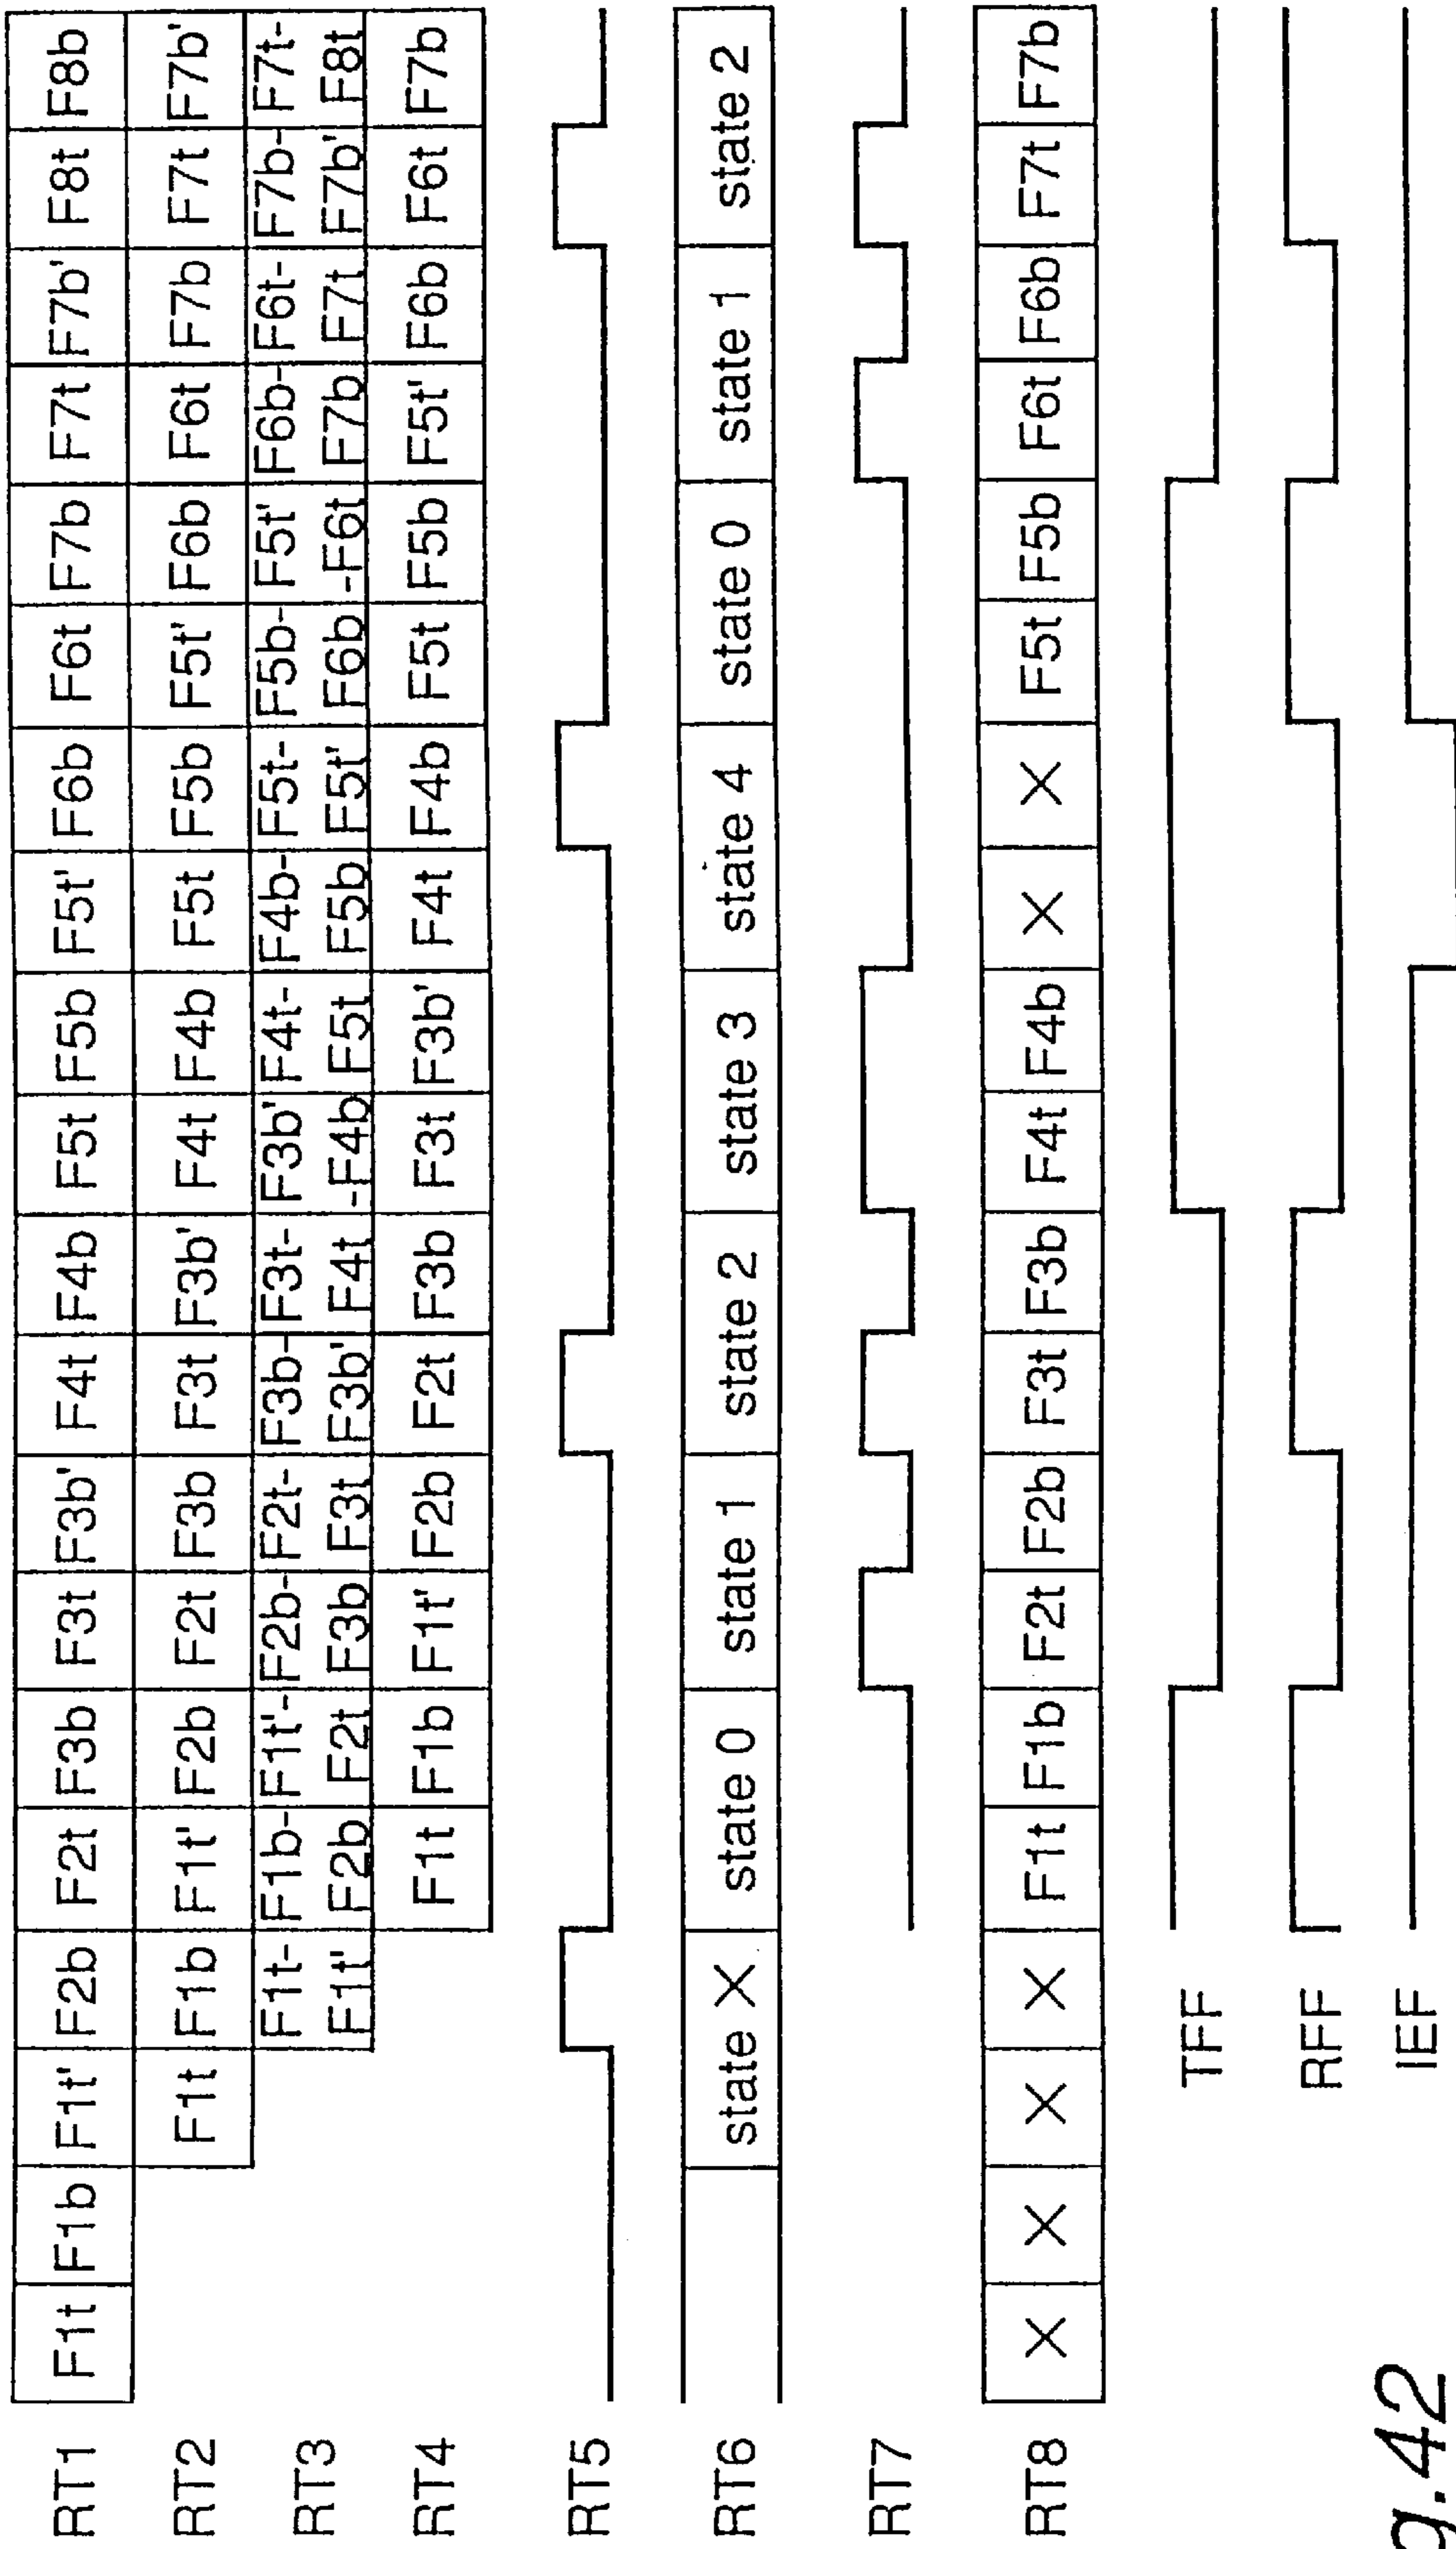 RT1 F1t F1b F1t' F2b F2t F3b F3t F3b' F4t F4b F5t F5b F5t' F6b F6t F7b F7t F7b' F8t F8b
RT2 F1t F1b F1t' F2b F2t F3b F3t F3b' F4t F4b F5t F5b F5t' F6b F6t F7b F7t F7b'
RT3 F1t- F1b- F1t'- F2b- F2t- F3b- F3t- F3b' F4t- F4b- F5t- F5b- F5t' F6b- F6t- F7b- F7t-
F1t' F2b F2t F3b F3t F3b' F4t -F4b F5t F5b F5t' F6b -F6t F7b F7t F7b' F8t
RT4 F1t F1b F1t' F2b F2t F3b F3t F3b' F4t F4b F5t F5b F5t' F6b F6t F7b
RT5
RT6 state X state 0 state 1 state 2 state 3 state 4 state 0 state 1 state 2
RT7
RT8 X X X X F1t F1b F2t F2b F3t F3b F4t F4b X X F5t F5b F6t F6b F7t F7b
TFF
RFF
IEF
g.42